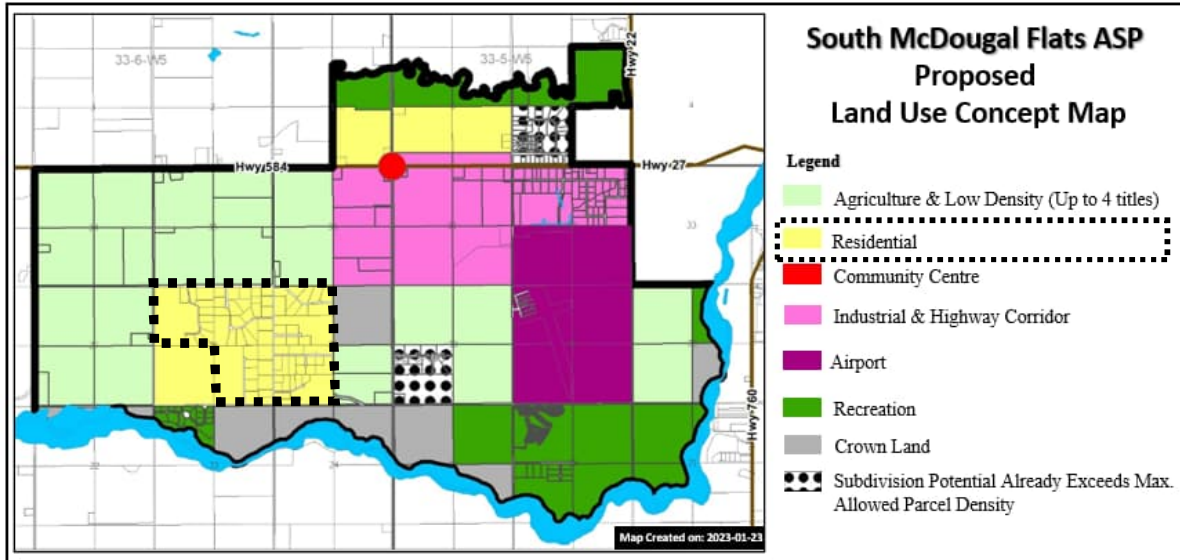 South McDougal Flats ASP
Proposed
Land Use Concept Map
33-6-W5
33-5-W5
Hwy 22
Hwy 584
Hwy-27
Hwy-760
Legend
Agriculture & Low Density (Up to 4 titles)
Residential
Community Centre
Industrial & Highway Corridor
Airport
Recreation
Crown Land
Subdivision Potential Already Exceeds Max.
Allowed Parcel Density
Map Created on: 2023-01-23